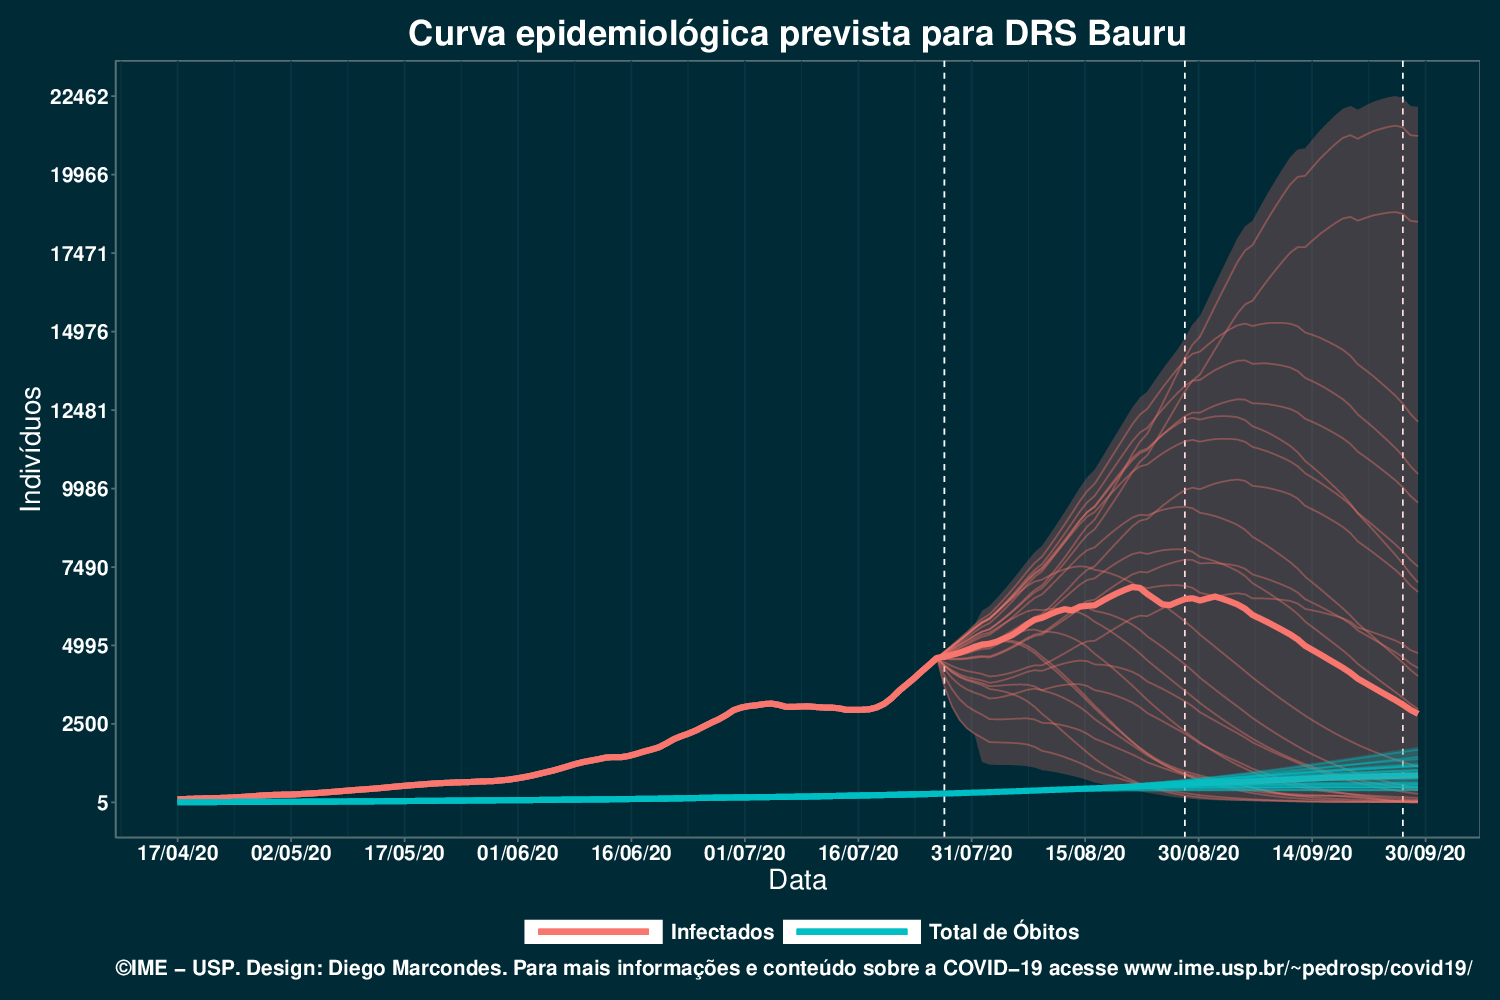 Curva epidemiológica prevista para DRS Bauru
22462
19966
17471
14976
12481
9986
7490
4995
2500
5
Indivíduos
17/04/20 02/05/20 17/05/20 01/06/20 16/06/20 01/07/20 16/07/20 31/07/20 15/08/20 30/08/20 14/09/20 30/09/20
Data
Infectados Total de Óbitos
©IME − USP. Design: Diego Marcondes. Para mais informações e conteúdo sobre a COVID−19 acesse www.ime.usp.br/~pedrosp/covid19/